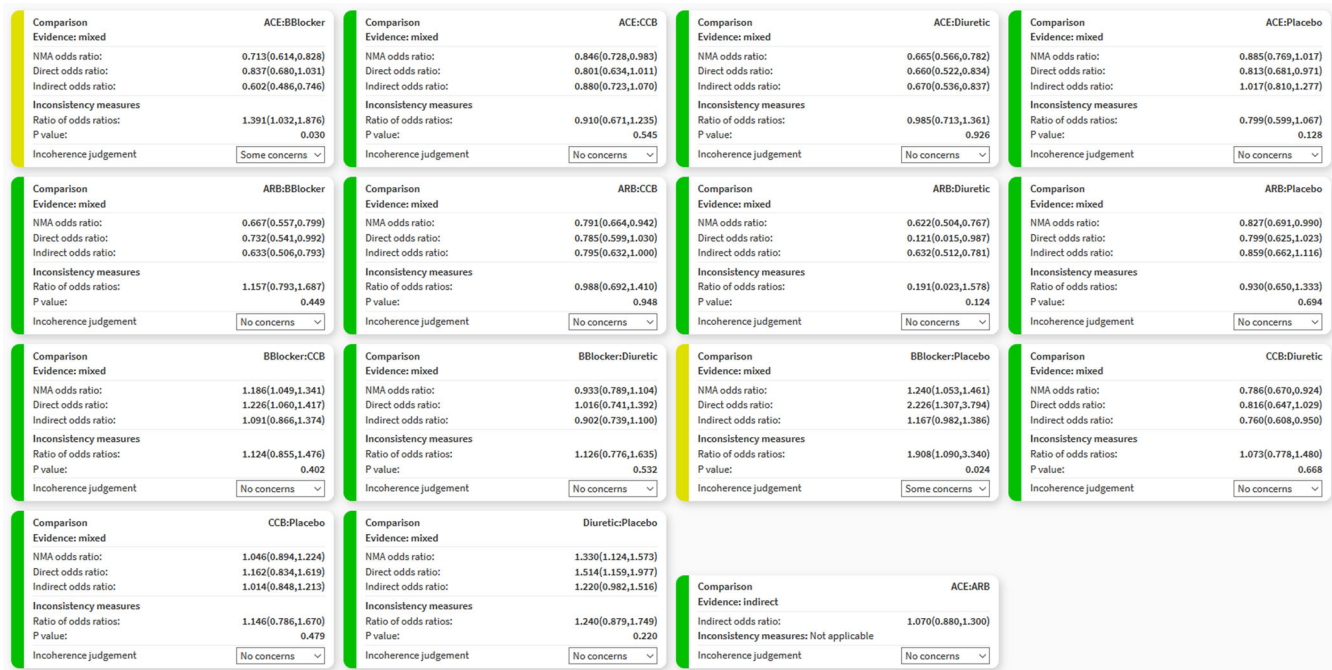 Comparison ACE:BBlocker
Evidence: mixed
NMA odds ratio: 0.713(0.614,0.828)
Direct odds ratio: 0.837(0.680,1.031)
Indirect odds ratio: 0.602(0.486,0.746)
Inconsistency measures
Ratio of odds ratios: 1.391(1.032,1.876)
P value: 0.030
Incoherence judgement Some concerns
Comparison ACE:CCB
Evidence: mixed
NMA odds ratio: 0.846(0.728,0.983)
Direct odds ratio: 0.801(0.634,1.011)
Indirect odds ratio: 0.880(0.723,1.070)
Inconsistency measures
Ratio of odds ratios: 0.910(0.671,1.235)
P value: 0.545
Incoherence judgement No concerns
Comparison ACE:Diuretic
Evidence: mixed
NMA odds ratio: 0.665(0.566,0.782)
Direct odds ratio: 0.660(0.522,0.834)
Indirect odds ratio: 0.670(0.536,0.837)
Inconsistency measures
Ratio of odds ratios: 0.985(0.713,1.361)
P value: 0.926
Incoherence judgement No concerns
Comparison ACE:Placebo
Evidence: mixed
NMA odds ratio: 0.885(0.769,1.017)
Direct odds ratio: 0.813(0.681,0.971)
Indirect odds ratio: 1.017(0.810,1.277)
Inconsistency measures
Ratio of odds ratios: 0.799(0.599,1.067)
P value: 0.128
Incoherence judgement No concerns
Comparison ARB:BBlocker
Evidence: mixed
NMA odds ratio: 0.667(0.557,0.799)
Direct odds ratio: 0.732(0.541,0.992)
Indirect odds ratio: 0.633(0.506,0.793)
Inconsistency measures
Ratio of odds ratios: 1.157(0.793,1.687)
P value: 0.449
Incoherence judgement No concerns
Comparison ARB:CCB
Evidence: mixed
NMA odds ratio: 0.791(0.664,0.942)
Direct odds ratio: 0.785(0.599,1.030)
Indirect odds ratio: 0.795(0.632,1.000)
Inconsistency measures
Ratio of odds ratios: 0.988(0.692,1.410)
P value: 0.948
Incoherence judgement No concerns
Comparison ARB:Diuretic
Evidence: mixed
NMA odds ratio: 0.622(0.504,0.767)
Direct odds ratio: 0.121(0.015,0.987)
Indirect odds ratio: 0.632(0.512,0.781)
Inconsistency measures
Ratio of odds ratios: 0.191(0.023,1.578)
P value: 0.124
Incoherence judgement No concerns
Comparison ARB:Placebo
Evidence: mixed
NMA odds ratio: 0.827(0.691,0.990)
Direct odds ratio: 0.799(0.625,1.023)
Indirect odds ratio: 0.859(0.662,1.116)
Inconsistency measures
Ratio of odds ratios: 0.930(0.650,1.333)
P value: 0.694
Incoherence judgement No concerns
Comparison BBlocker:CCB
Evidence: mixed
NMA odds ratio: 1.186(1.049,1.341)
Direct odds ratio: 1.226(1.060,1.417)
Indirect odds ratio: 1.091(0.866,1.374)
Inconsistency measures
Ratio of odds ratios: 1.124(0.855,1.476)
P value: 0.402
Incoherence judgement No concerns
Comparison BBlocker:Diuretic
Evidence: mixed
NMA odds ratio: 0.933(0.789,1.104)
Direct odds ratio: 1.016(0.741,1.392)
Indirect odds ratio: 0.902(0.739,1.100)
Inconsistency measures
Ratio of odds ratios: 1.126(0.776,1.635)
P value: 0.532
Incoherence judgement No concerns
Comparison BBlocker:Placebo
Evidence: mixed
NMA odds ratio: 1.240(1.053,1.461)
Direct odds ratio: 2.226(1.307,3.794)
Indirect odds ratio: 1.167(0.982,1.386)
Inconsistency measures
Ratio of odds ratios: 1.908(1.090,3.340)
P value: 0.024
Incoherence judgement Some concerns
Comparison CCB:Diuretic
Evidence: mixed
NMA odds ratio: 0.786(0.670,0.924)
Direct odds ratio: 0.816(0.647,1.029)
Indirect odds ratio: 0.760(0.608,0.950)
Inconsistency measures
Ratio of odds ratios: 1.073(0.778,1.480)
P value: 0.668
Incoherence judgement No concerns
Comparison CCB:Placebo
Evidence: mixed
NMA odds ratio: 1.046(0.894,1.224)
Direct odds ratio: 1.162(0.834,1.619)
Indirect odds ratio: 1.014(0.848,1.213)
Inconsistency measures
Ratio of odds ratios: 1.146(0.786,1.670)
P value: 0.479
Incoherence judgement No concerns
Comparison Diuretic:Placebo
Evidence: mixed
NMA odds ratio: 1.330(1.124,1.573)
Direct odds ratio: 1.514(1.159,1.977)
Indirect odds ratio: 1.220(0.982,1.516)
Inconsistency measures
Ratio of odds ratios: 1.240(0.879,1.749)
P value: 0.220
Incoherence judgement No concerns
Comparison ACE:ARB
Evidence: indirect
Indirect odds ratio: 1.070(0.880,1.300)
Inconsistency measures: Not applicable
Incoherence judgement No concerns